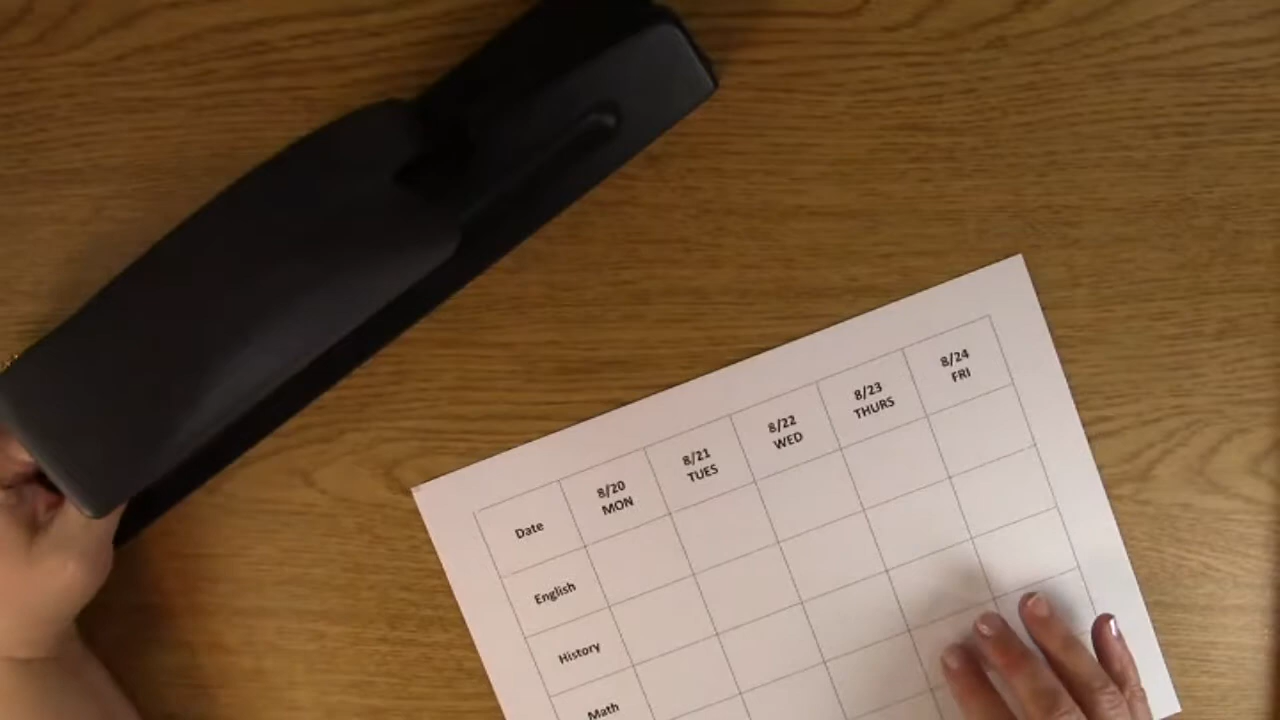 Date
8/20
MON
8/21
TUES
8/22
WED
8/23
THURS
8/24
FRI
English
History
Math